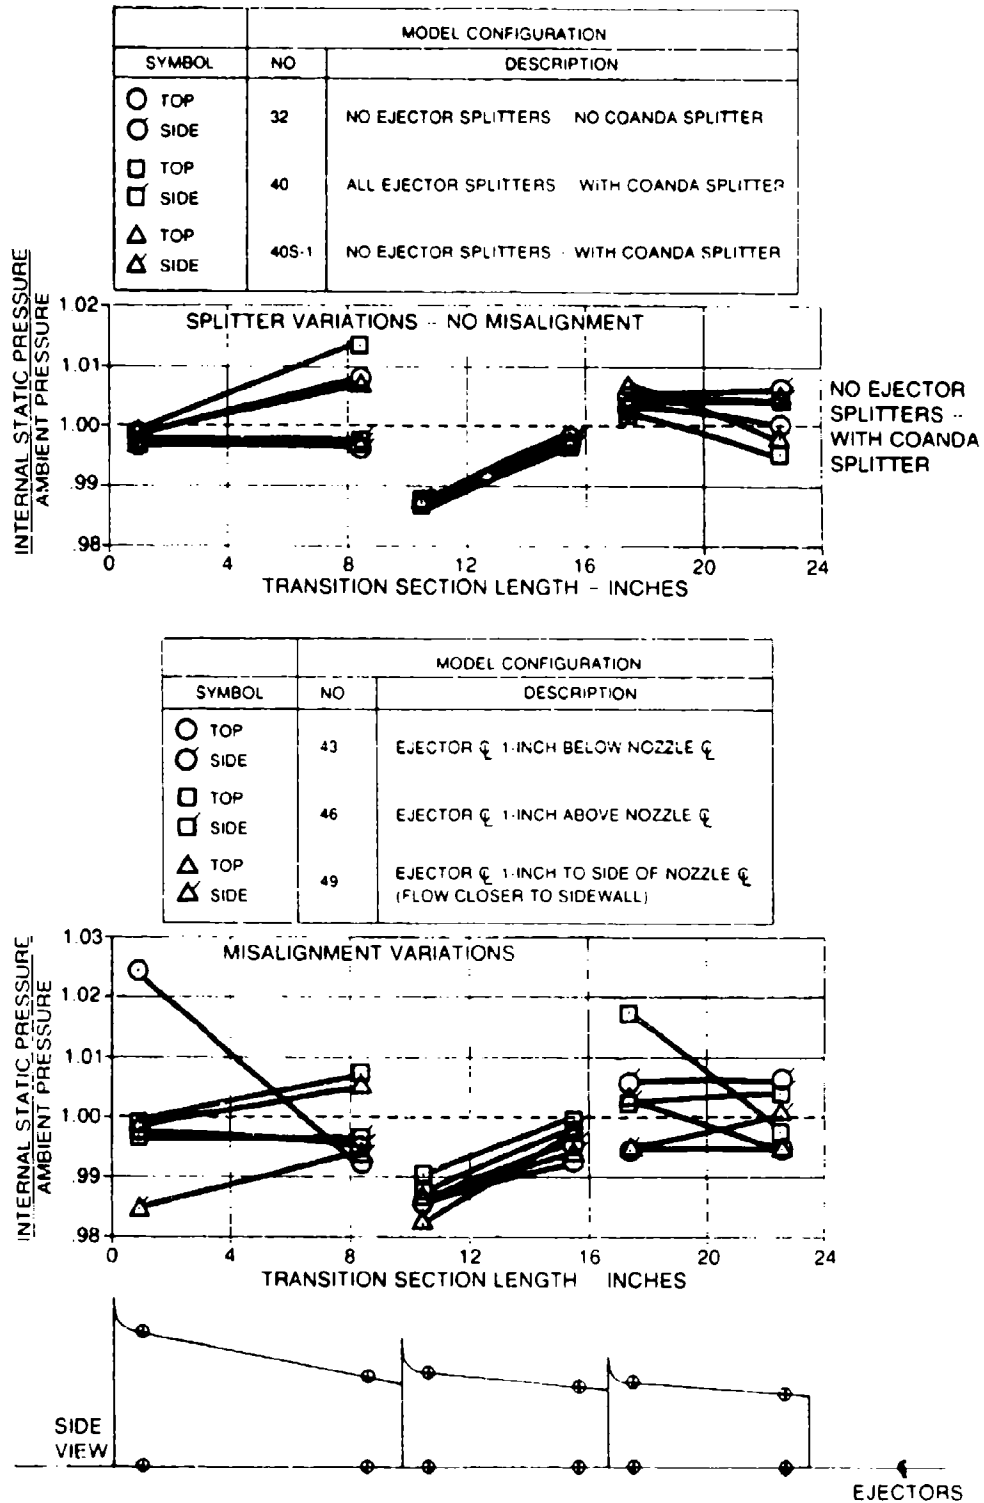 MODEL CONFIGURATION
SYMBOL NO DESCRIPTION
TOP
SIDE
32 NO EJECTOR SPLITTERS NO COANDA SPLITTER
TOP
SIDE
40 ALL EJECTOR SPLITTERS WITH COANDA SPLITTER
TOP
SIDE
40S-1 NO EJECTOR SPLITTERS - WITH COANDA SPLITTER
INTERNAL STATIC PRESSURE
AMBIENT PRESSURE
SPLITTER VARIATIONS -- NO MISALIGNMENT
1.02
1.01
1.00
.99
.98
0 4 8 12 16 20 24
TRANSITION SECTION LENGTH - INCHES
NO EJECTOR
SPLITTERS --
WITH COANDA
SPLITTER
MODEL CONFIGURATION
SYMBOL NO DESCRIPTION
TOP
SIDE
43 EJECTOR ℄ 1-INCH BELOW NOZZLE ℄
TOP
SIDE
46 EJECTOR ℄ 1-INCH ABOVE NOZZLE ℄
TOP
SIDE
49 EJECTOR ℄ 1-INCH TO SIDE OF NOZZLE ℄
(FLOW CLOSER TO SIDEWALL)
INTERNAL STATIC PRESSURE
AMBIENT PRESSURE
MISALIGNMENT VARIATIONS
1.03
1.02
1.01
1.00
.99
.98
0 4 8 12 16 20 24
TRANSITION SECTION LENGTH INCHES
SIDE
VIEW
EJECTORS